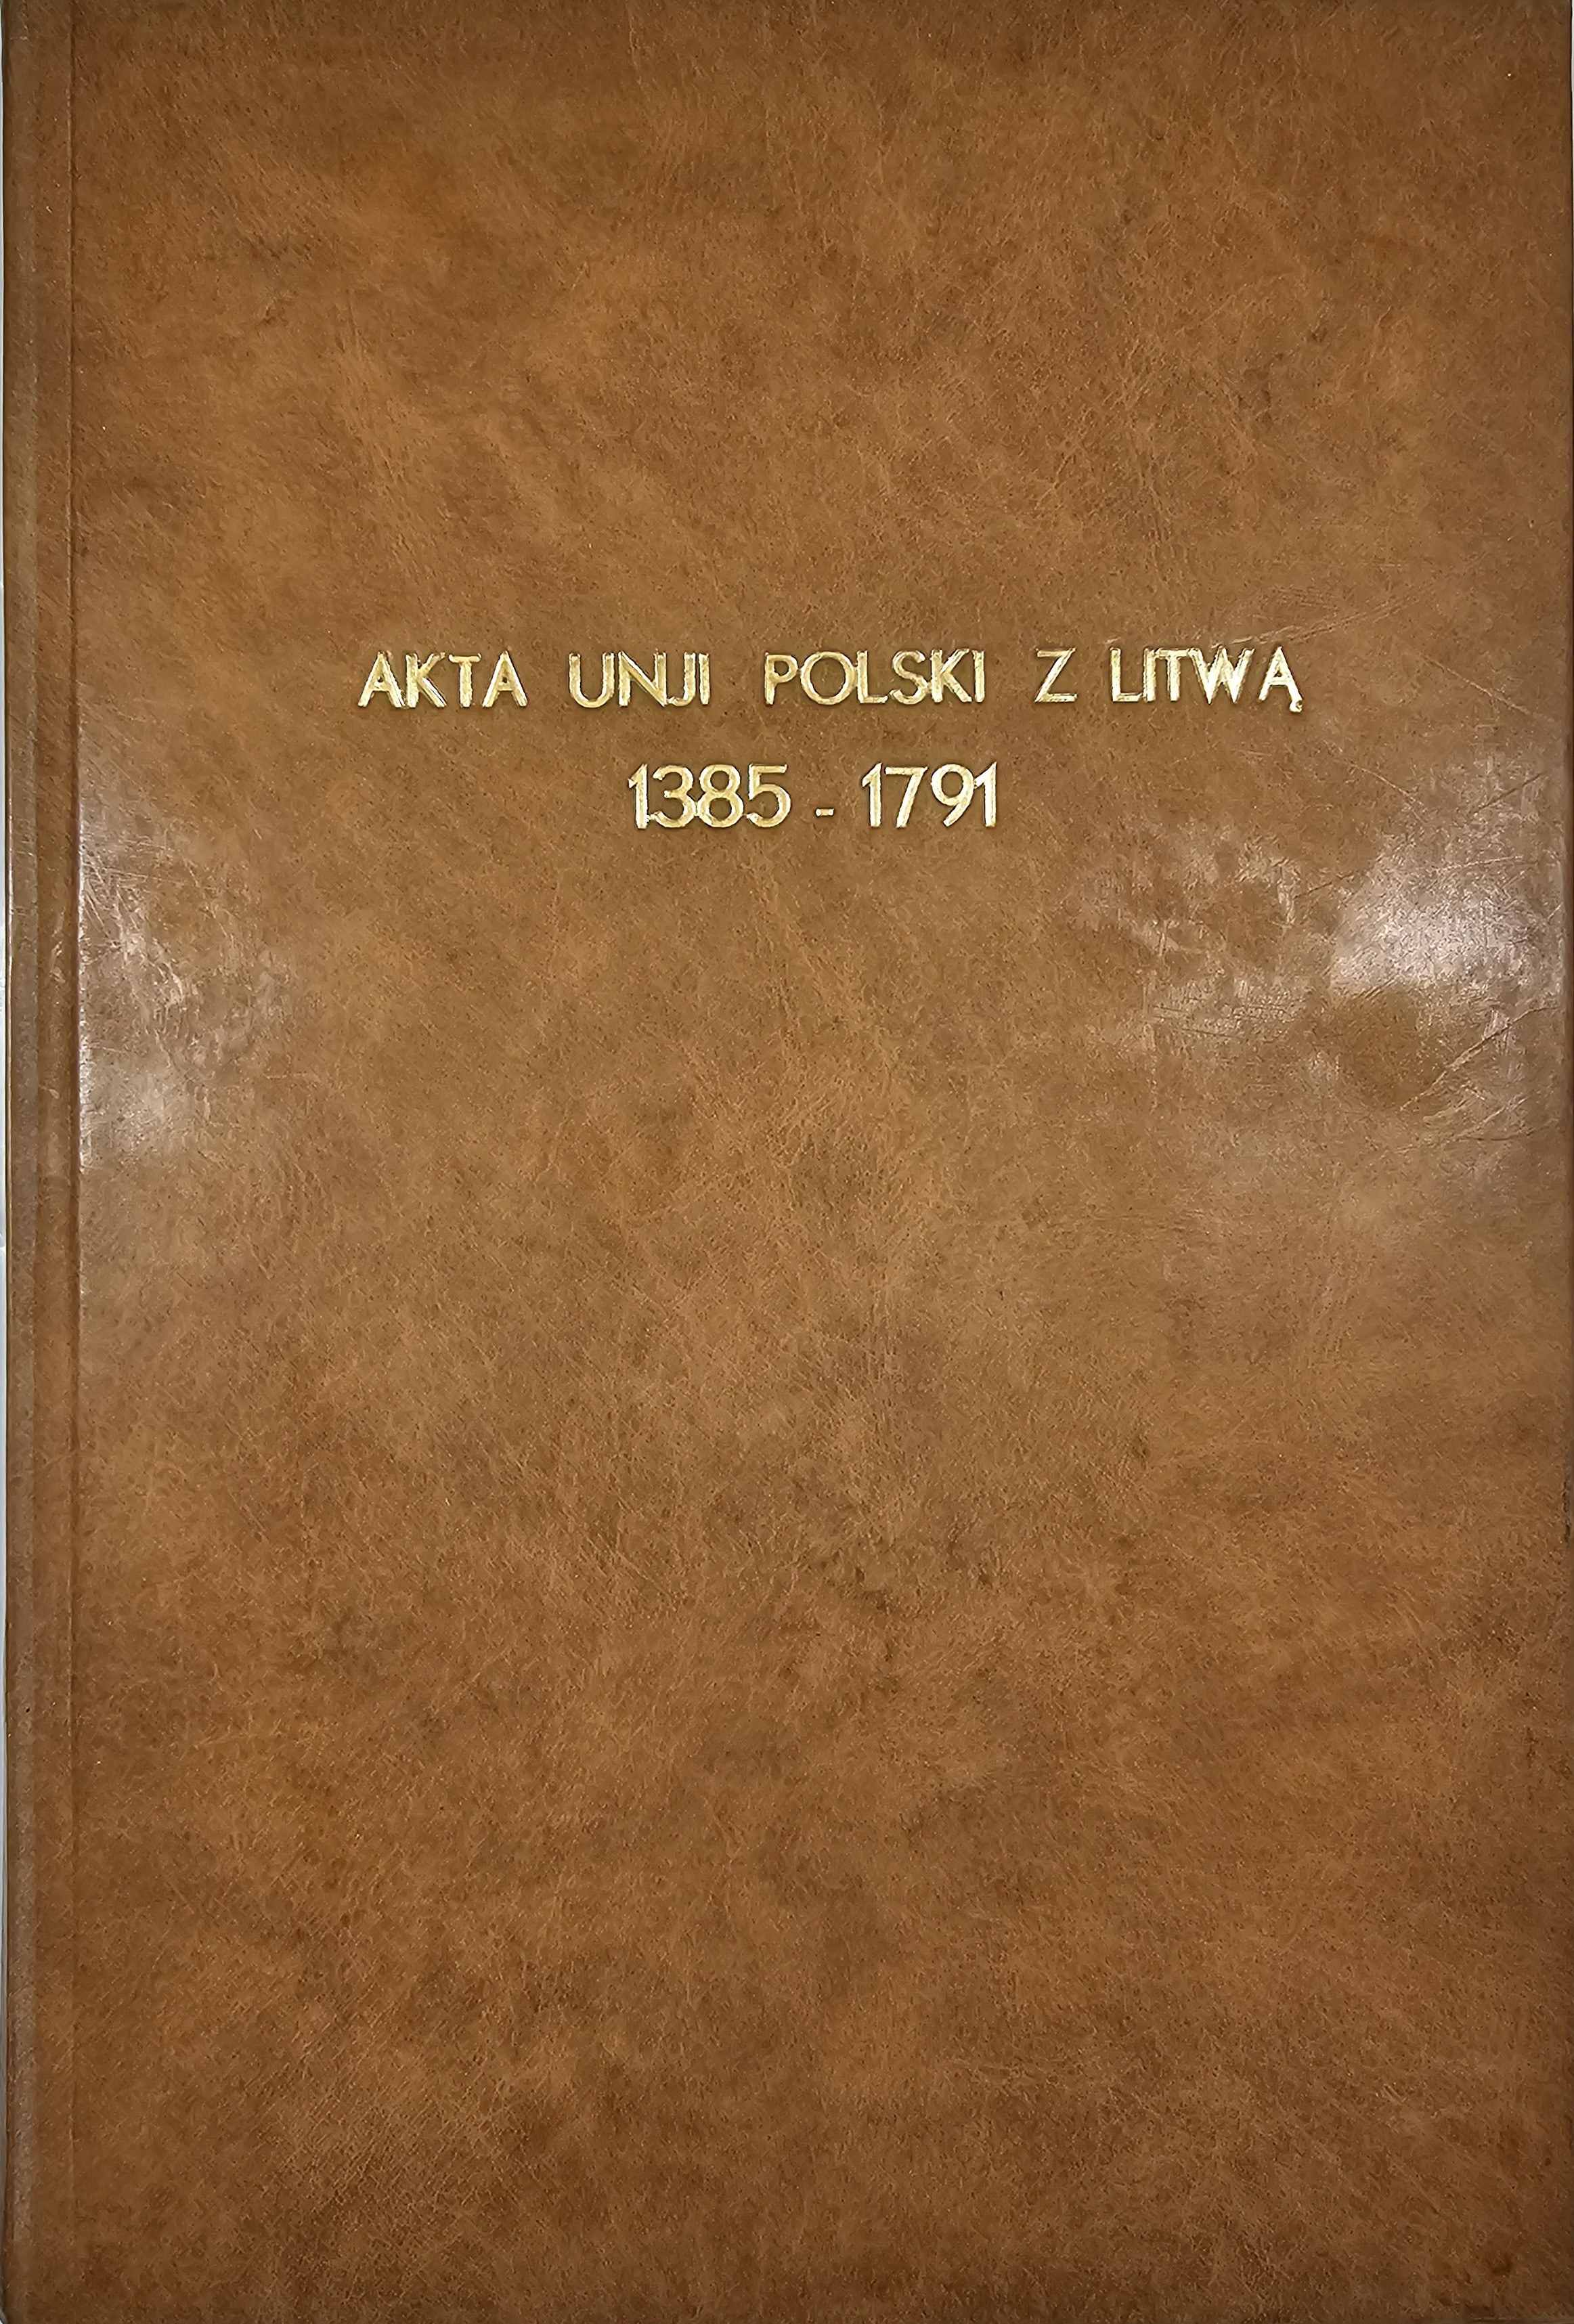 AKTA UNJI POLSKI Z LITWĄ
1385 - 1791